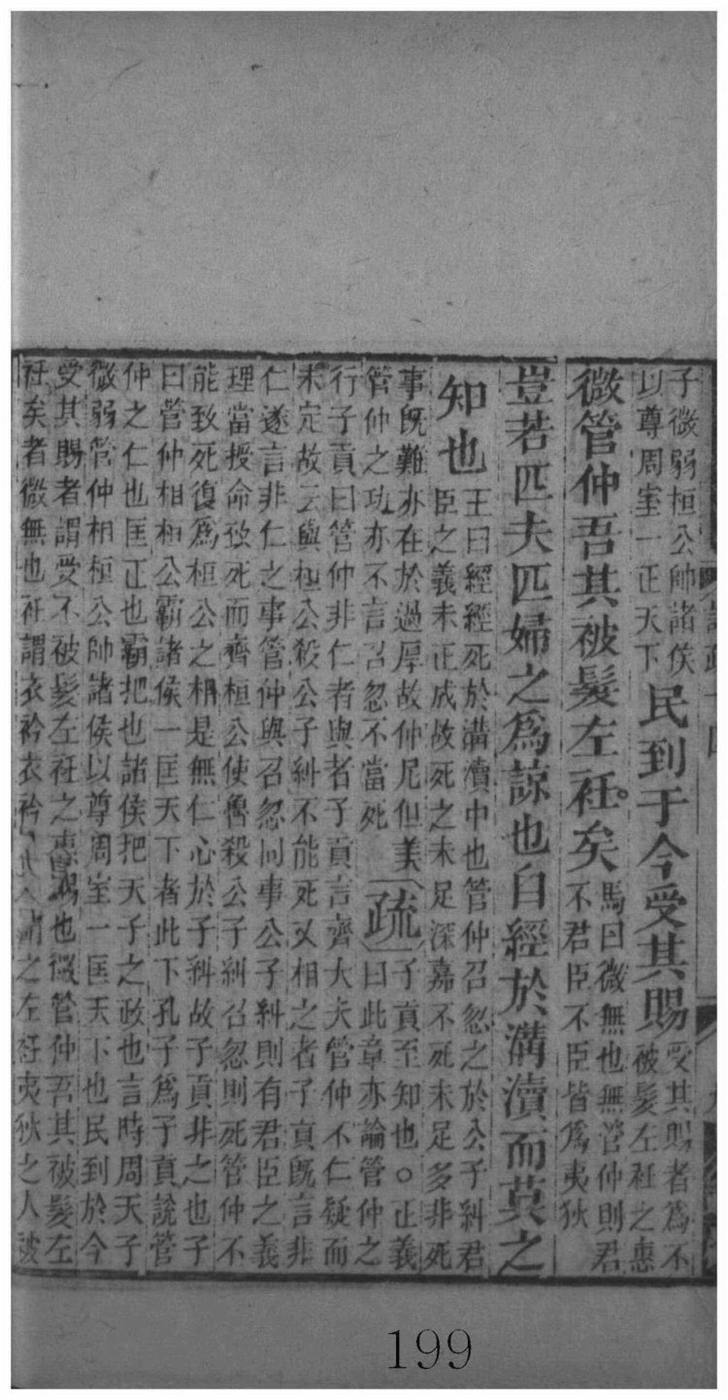 子微弱桓公帥諸侯
以尊周室一正天下
民到于今受其賜
受其賜者爲不
被髮左衽之惠
微管仲吾其被髮左衽矣
馬曰微無也無管仲則君
不君臣不臣皆爲夷狄
豈若匹夫匹婦之爲諒也自經於溝瀆而莫之
知也
王曰經經死於溝瀆中也管仲召忽之於公子糾君
臣之義未正成故死之未足深嘉不死未足多非死
事旣難亦在於過厚故仲尼但美
管仲之功亦不言召忽不當死
疏
子貢至知也○正義
曰此章亦論管仲之
行子貢曰管仲非仁者與者子貢言齊大夫管仲不仁疑而
未定故云與桓公殺公子糾不能死又相之者子貢旣言非
仁遂言非仁之事管仲與召忽同事公子糾則有君臣之義
理當授命致死而齊桓公使魯殺公子糾召忽則死管仲不
能致死復爲桓公之相是無仁心於子糾故子貢非之也子
曰管仲相桓公霸諸侯一匡天下者此下孔子爲子貢說管
仲之仁也匡正也霸把也諸侯把天子之政也言時周天子
微弱管仲相桓公帥諸侯以尊周室一匡天下也民到於今
受其賜者謂受不被髮左衽之惠賜也微管仲吾其被髮左
衽矣者微無也衽謂衣衿衣衿之左衽夷狄之人被
199